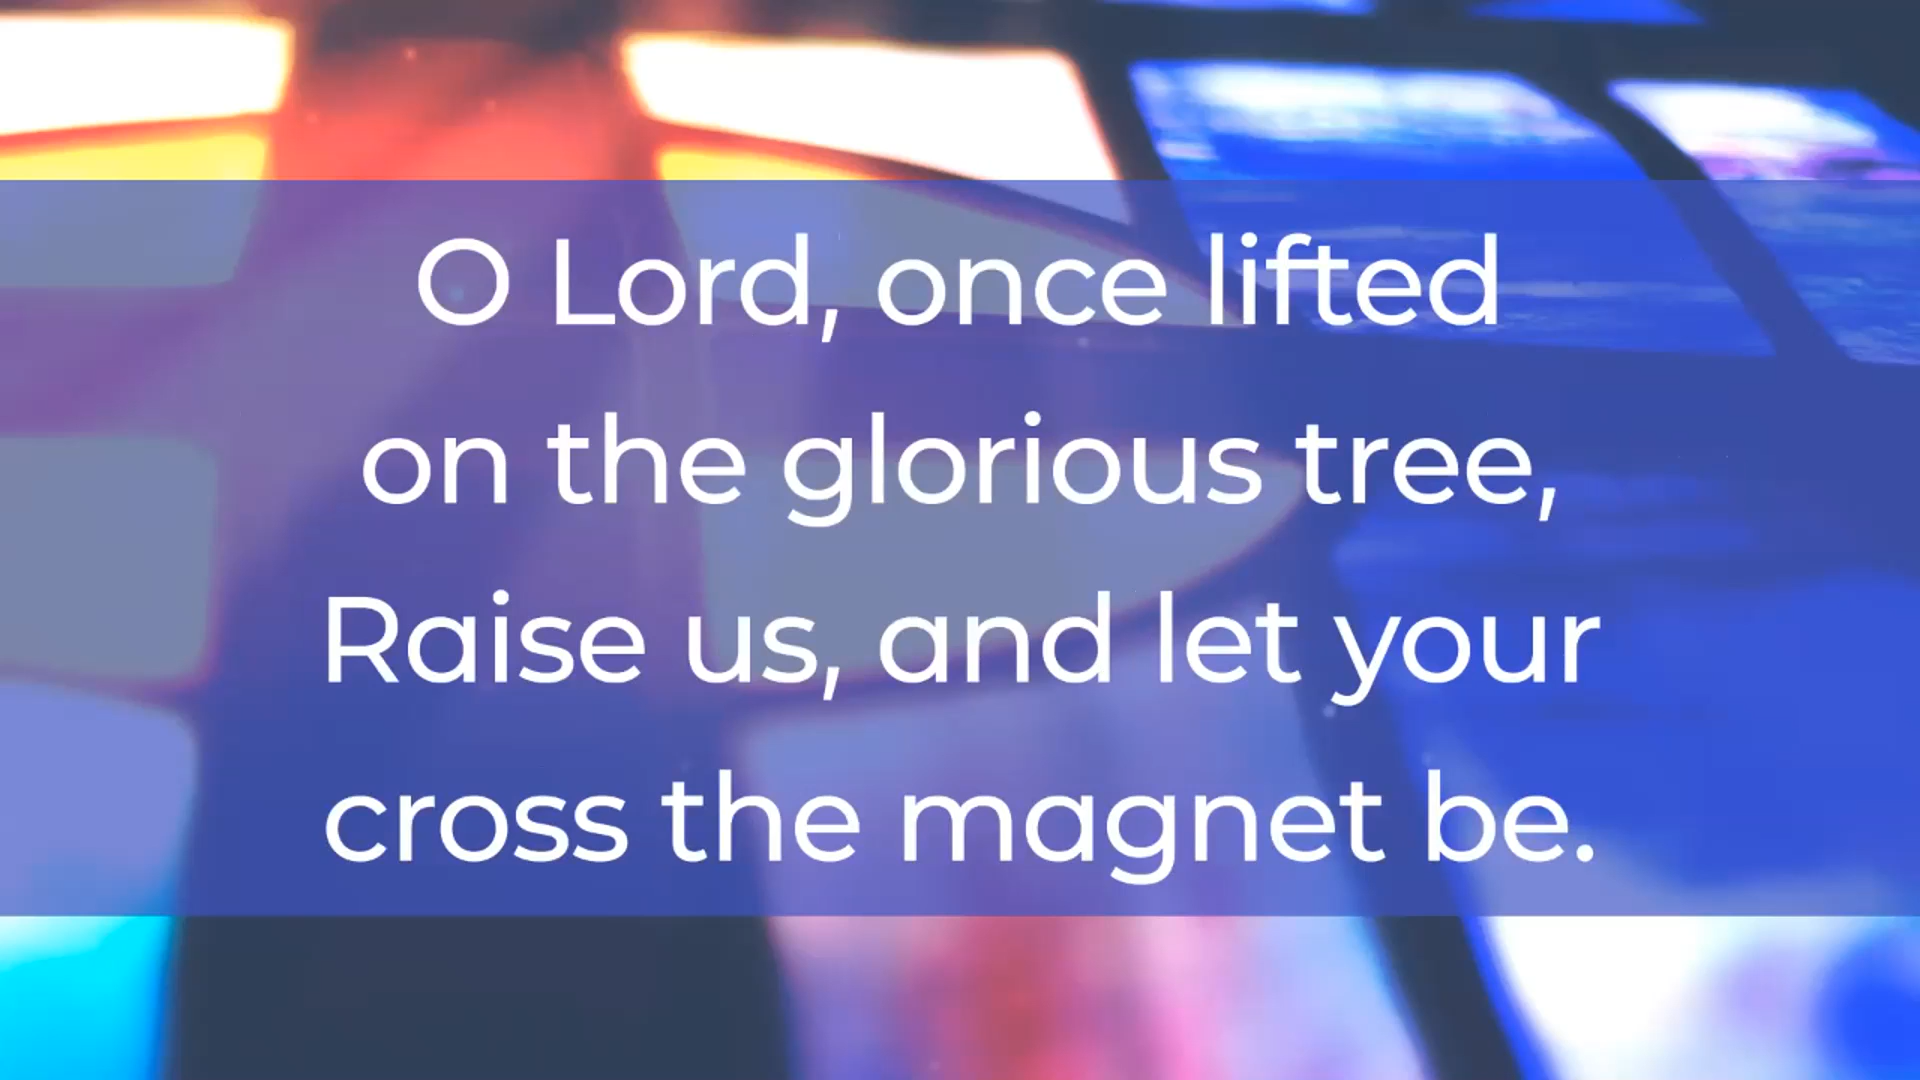 O Lord, once lifted
on the glorious tree,
Raise us, and let your
cross the magnet be.